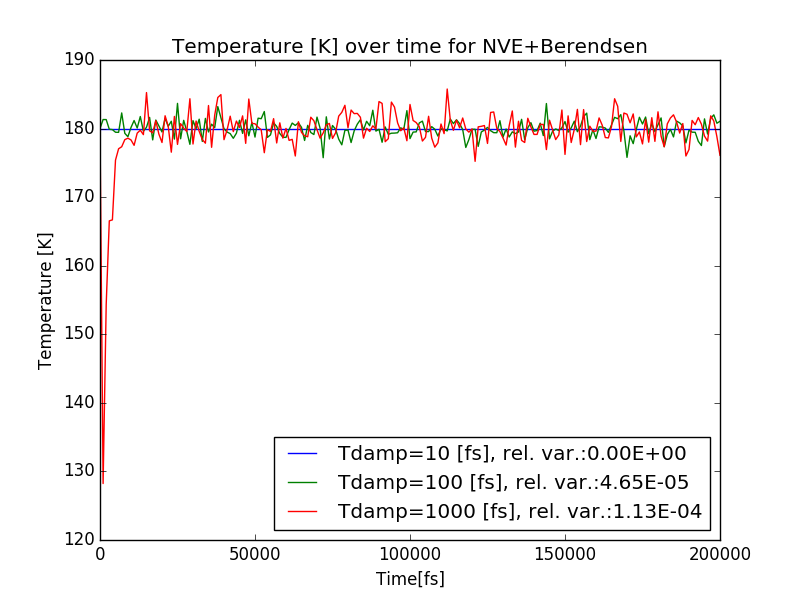 Temperature [K] over time for NVE+Berendsen
190
180
170
160
150
140
130
120
Temperature [K]
Tdamp=10 [fs], rel. var.:0.00E+00
Tdamp=100 [fs], rel. var.:4.65E-05
Tdamp=1000 [fs], rel. var.:1.13E-04
0 50000 100000 150000 200000
Time[fs]